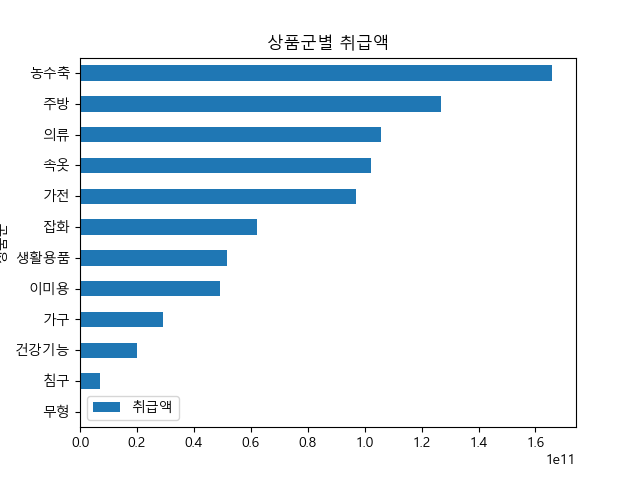 상품군별 취급액
농수축
주방
의류
속옷
가전
잡화
생활용품
이미용
가구
건강기능
침구
무형
취급액
0.0 0.2 0.4 0.6 0.8 1.0 1.2 1.4 1.6
1e11